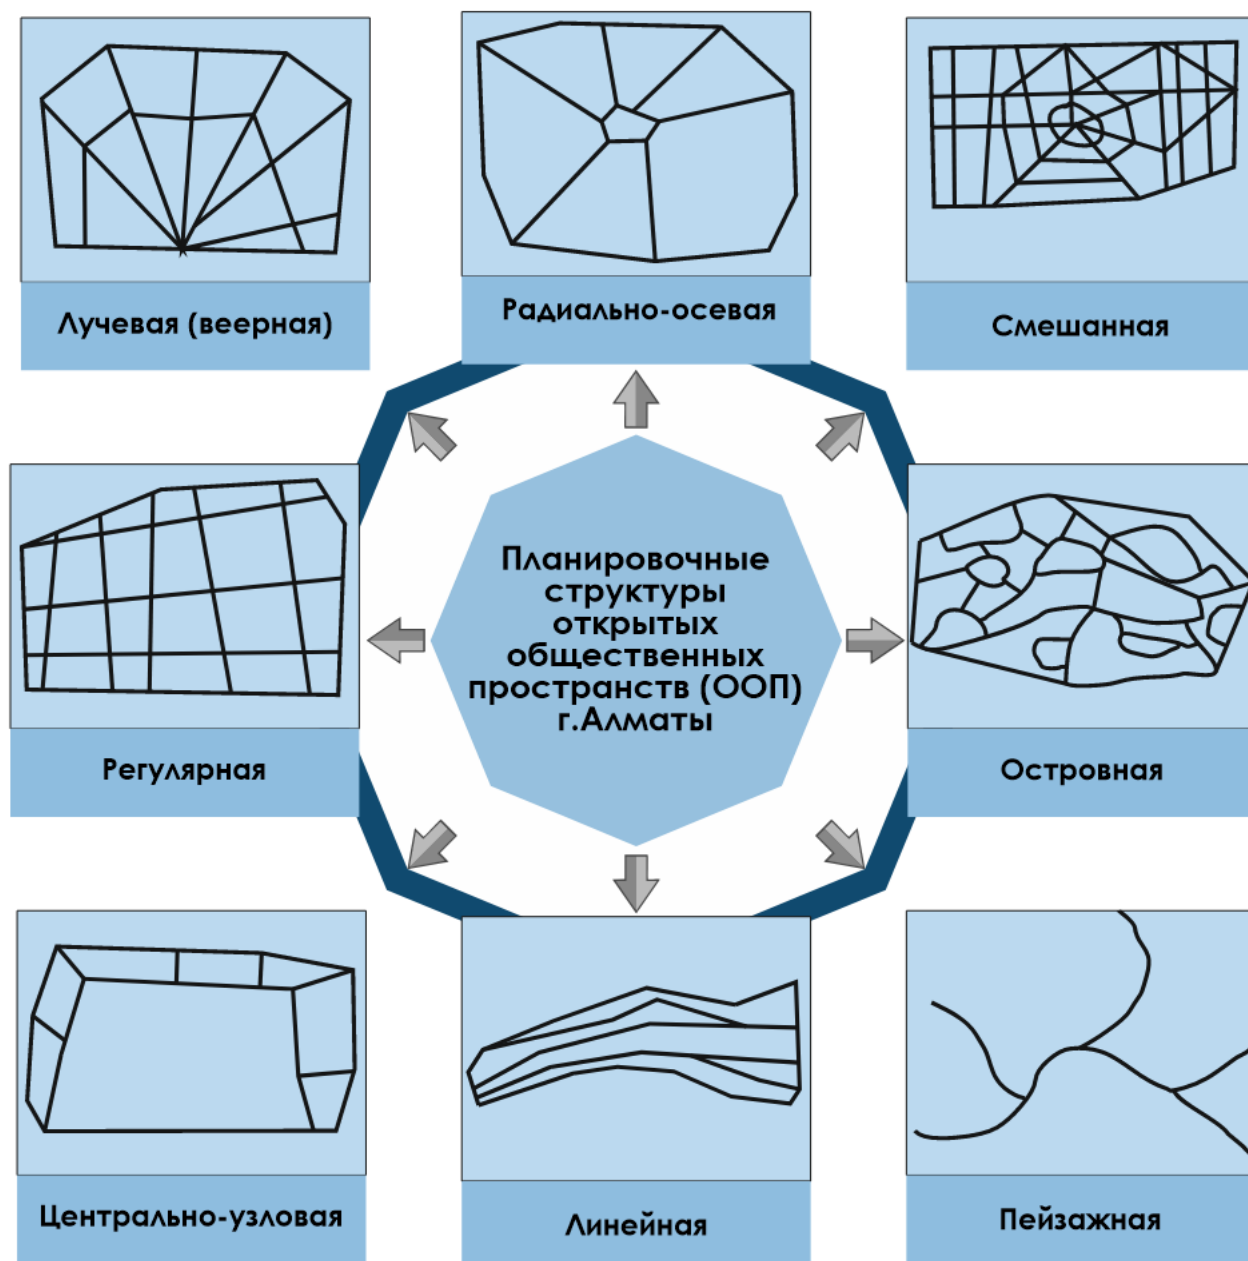 Лучевая (веерная)
Радиально-осевая
Смешанная
Планировочные
структуры
открытых
общественных
пространств (ООП)
г.Алматы
Регулярная
Островная
Центрально-узловая
Линейная
Пейзажная